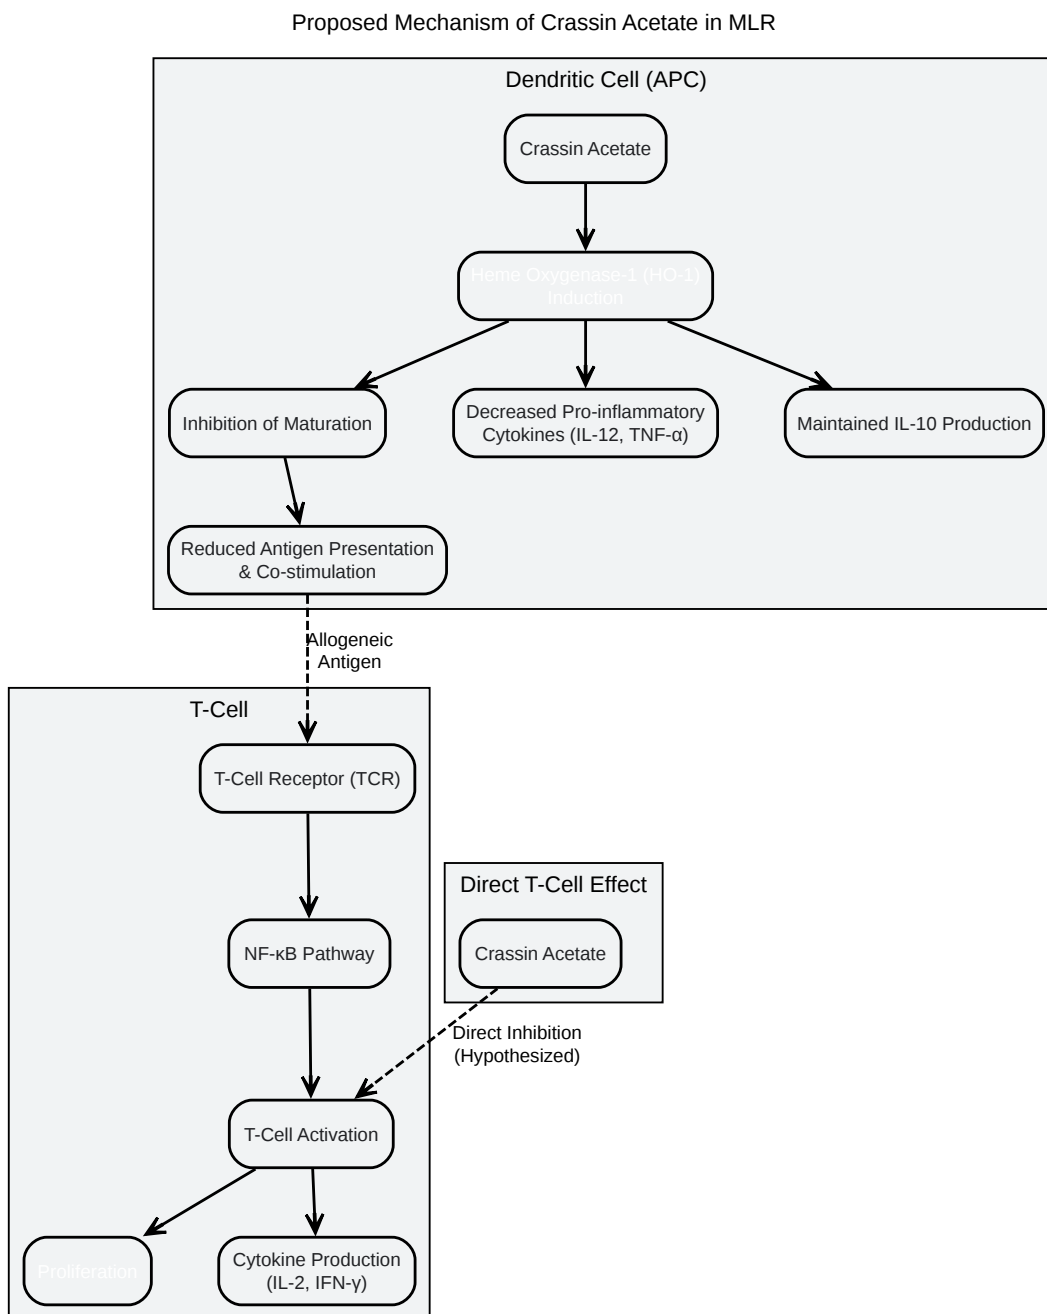 Proposed Mechanism of Crassin Acetate in MLR
Dendritic Cell (APC)
Crassin Acetate
Heme Oxygenase-1 (HO-1)
Induction
Inhibition of Maturation
Decreased Pro-inflammatory
Cytokines (IL-12, TNF-α)
Maintained IL-10 Production
Reduced Antigen Presentation
& Co-stimulation
Allogeneic
Antigen
T-Cell
T-Cell Receptor (TCR)
Direct T-Cell Effect
NF-κB Pathway
Crassin Acetate
Direct Inhibition
(Hypothesized)
T-Cell Activation
Proliferation
Cytokine Production
(IL-2, IFN-γ)